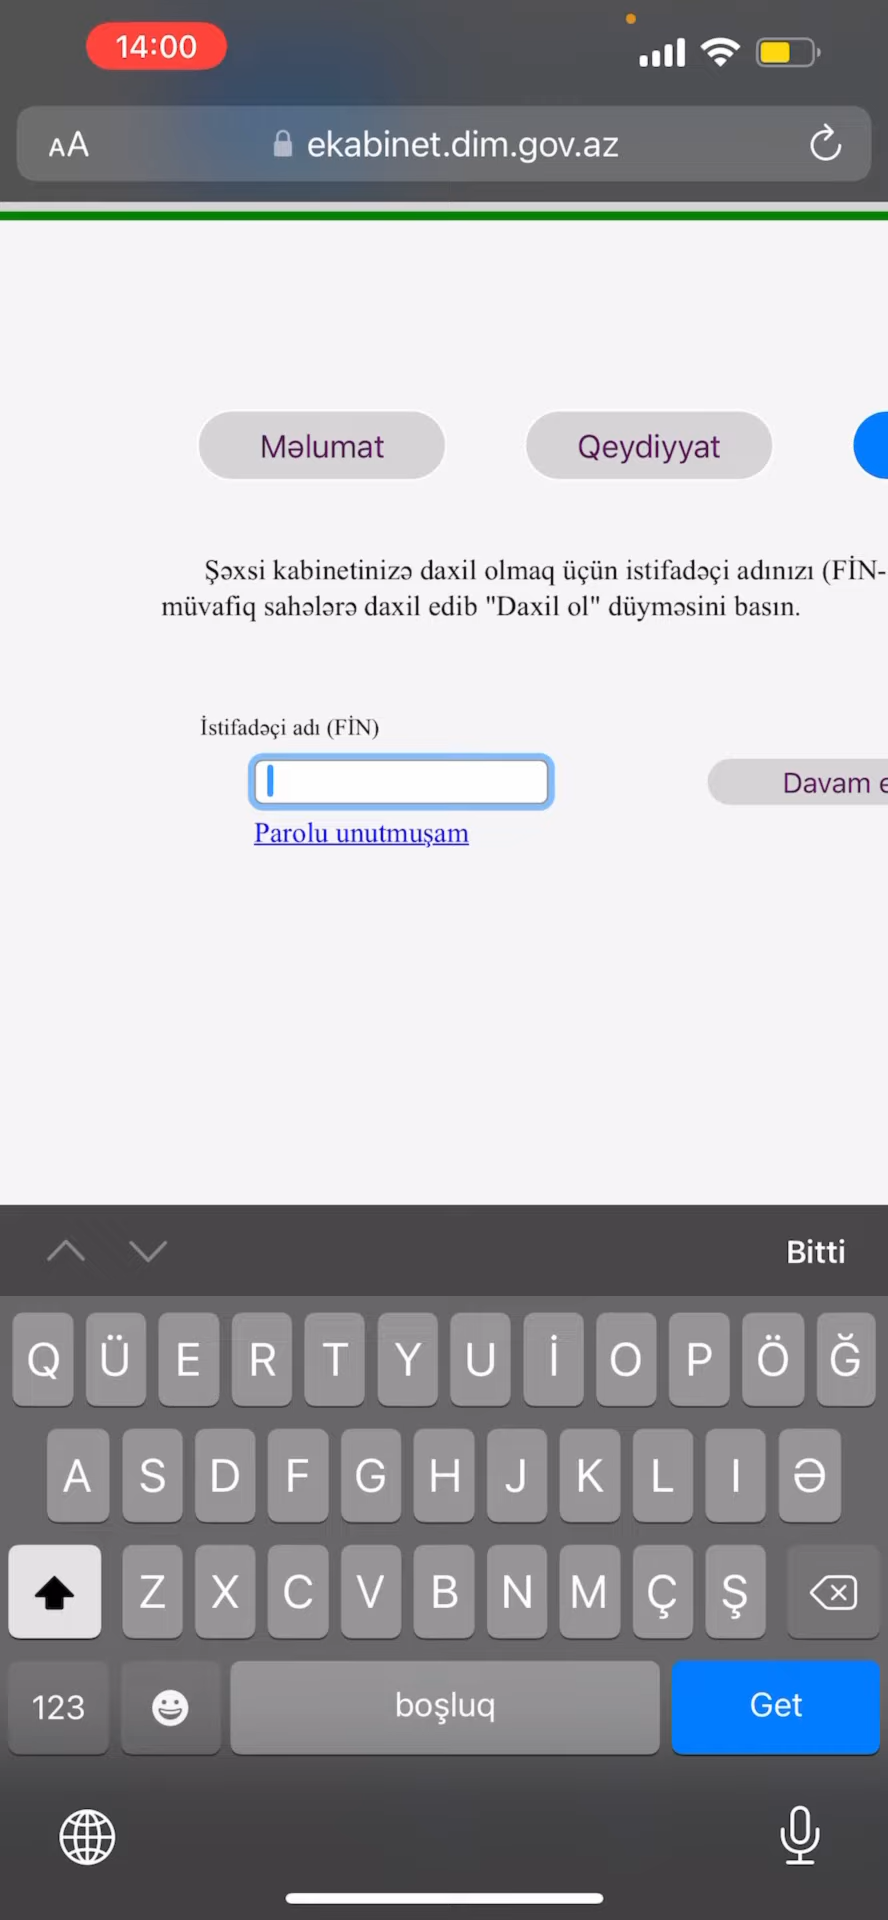 14:00
AA ekabinet.dim.gov.az
Məlumat Qeydiyyat
Şəxsi kabinetinizə daxil olmaq üçün istifadəçi adınızı (FİN-
müvafiq sahələrə daxil edib "Daxil ol" düyməsini basın.
İstifadəçi adı (FİN)
Davam e
Parolu unutmuşam
Bitti
Q Ü E R T Y U İ O P Ö Ğ
A S D F G H J K L I Ə
Z X C V B N M Ç Ş
123 boşluq Get